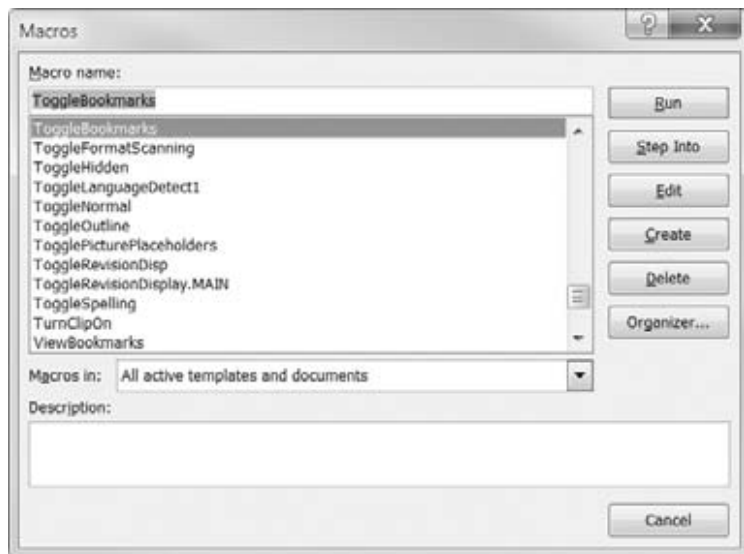 Macros
Macro name:
ToggleBookmarks
Run
ToggleBookmarks
ToggleFormatScanning
Step Into
ToggleHidden
ToggleLanguageDetect1
Edit
ToggleNormal
ToggleOutline
Create
TogglePicturePlaceholders
ToggleRevisionDisp
Delete
ToggleRevisionDisplay.MAIN
ToggleSpelling
Organizer...
TurnClipOn
ViewBookmarks
Macros in: All active templates and documents
Description:
Cancel